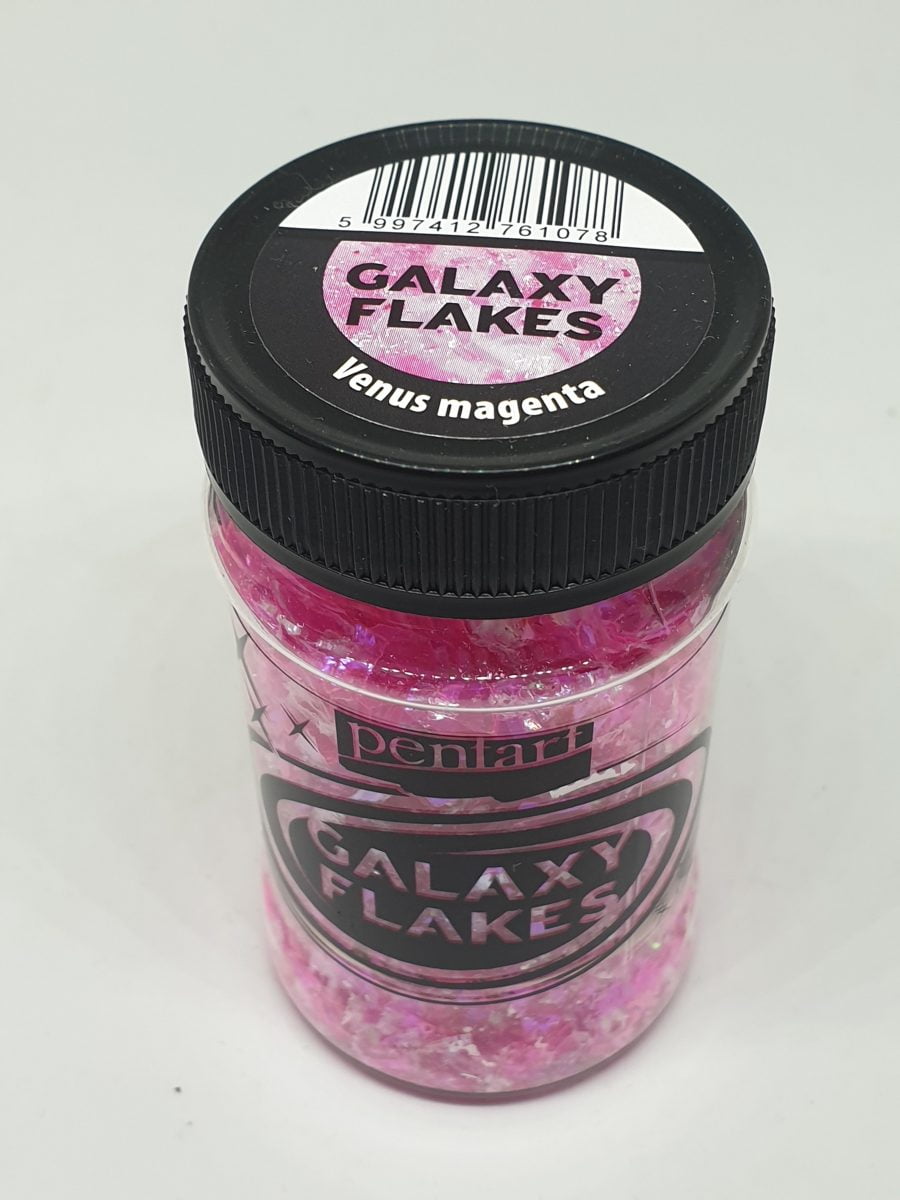 5 997412 761078
GALAXY
FLAKES
Venus magenta
pentart
GALAXY
FLAKES